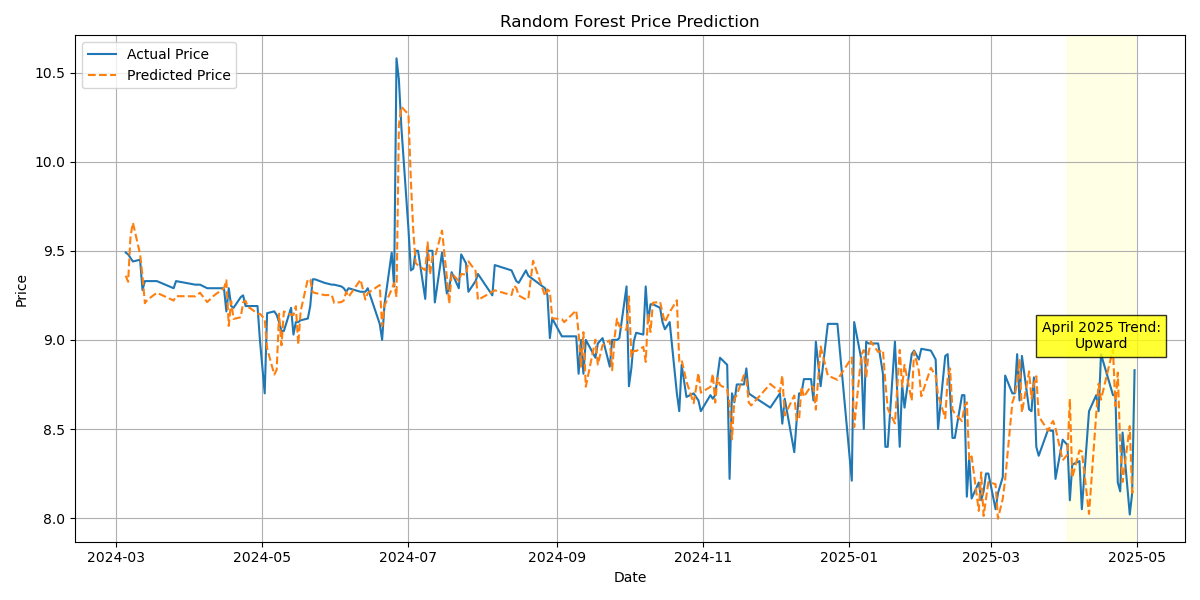 Random Forest Price Prediction
Actual Price
Predicted Price
10.5
10.0
9.5
9.0
8.5
8.0
Price
April 2025 Trend:
Upward
2024-03
2024-05
2024-07
2024-09
2024-11
2025-01
2025-03
2025-05
Date